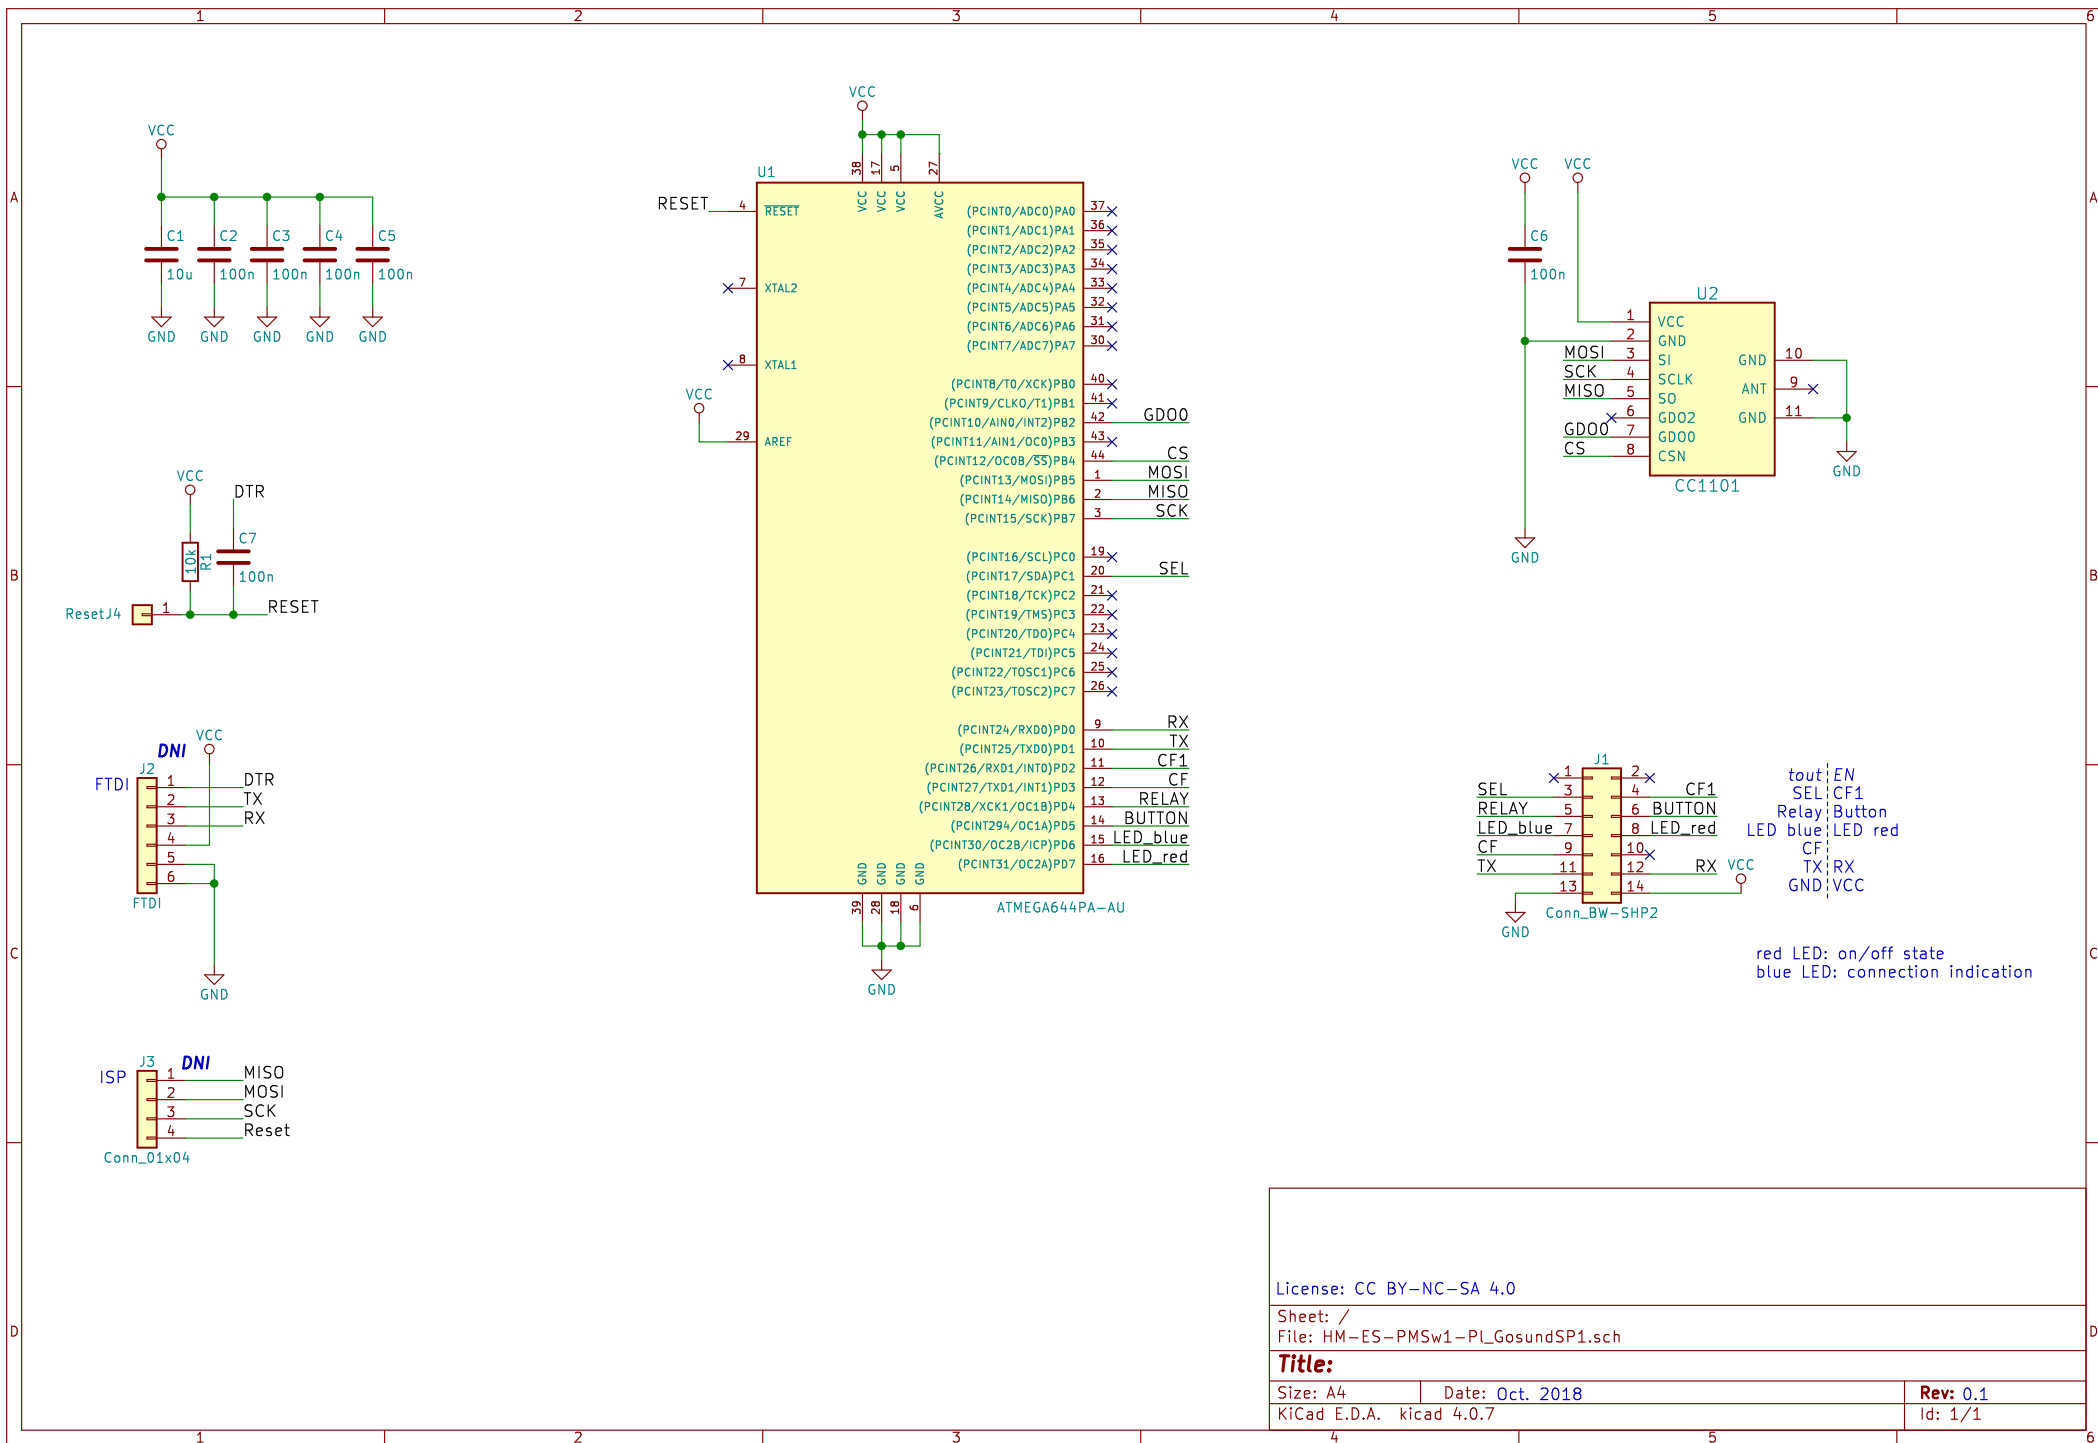 1 2 3 4 5 6
A
B
C
D
A
B
C
D
1 2 3 4 5 6
VCC
C1
10u
GND
C2
100n
GND
C3
100n
GND
C4
100n
GND
C5
100n
GND
VCC
DTR
10k
R1
C7
100n
ResetJ4
1
RESET
DNI
VCC
J2
FTDI
1 DTR
2 TX
3 RX
4
5
6
FTDI
GND
J3
DNI
ISP
1 MISO
2 MOSI
3 SCK
4 Reset
Conn_01x04
VCC
U1
38 17 5 27
VCC VCC VCC AVCC
RESET 4 RESET
7 XTAL2
8 XTAL1
VCC
29 AREF
(PCINT0/ADC0)PA0 37
(PCINT1/ADC1)PA1 36
(PCINT2/ADC2)PA2 35
(PCINT3/ADC3)PA3 34
(PCINT4/ADC4)PA4 33
(PCINT5/ADC5)PA5 32
(PCINT6/ADC6)PA6 31
(PCINT7/ADC7)PA7 30
(PCINT8/T0/XCK)PB0 40
(PCINT9/CLKO/T1)PB1 41
(PCINT10/AIN0/INT2)PB2 42 GDO0
(PCINT11/AIN1/OC0)PB3 43
(PCINT12/OC0B/SS)PB4 44 CS
(PCINT13/MOSI)PB5 1 MOSI
(PCINT14/MISO)PB6 2 MISO
(PCINT15/SCK)PB7 3 SCK
(PCINT16/SCL)PC0 19
(PCINT17/SDA)PC1 20 SEL
(PCINT18/TCK)PC2 21
(PCINT19/TMS)PC3 22
(PCINT20/TDO)PC4 23
(PCINT21/TDI)PC5 24
(PCINT22/TOSC1)PC6 25
(PCINT23/TOSC2)PC7 26
(PCINT24/RXD0)PD0 9 RX
(PCINT25/TXD0)PD1 10 TX
(PCINT26/RXD1/INT0)PD2 11 CF1
(PCINT27/TXD1/INT1)PD3 12 CF
(PCINT28/XCK1/OC1B)PD4 13 RELAY
(PCINT294/OC1A)PD5 14 BUTTON
(PCINT30/OC2B/ICP)PD6 15 LED_blue
(PCINT31/OC2A)PD7 16 LED_red
GND GND GND GND
39 28 18 6
ATMEGA644PA-AU
GND
VCC VCC
C6
100n
U2
1 VCC
2 GND
MOSI 3 SI
SCK 4 SCLK
MISO 5 SO
6 GDO2
GDO0 7 GDO0
CS 8 CSN
GND 10
ANT 9
GND 11
CC1101
GND
GND
J1
1 2
SEL 3 4 CF1
RELAY 5 6 BUTTON
LED_blue 7 8 LED_red
CF 9 10
TX 11 12 RX
13 14
VCC
Conn_BW-SHP2
GND
tout EN
SEL CF1
Relay Button
LED blue LED red
CF
TX RX
GND VCC
red LED: on/off state
blue LED: connection indication
License: CC BY-NC-SA 4.0
Sheet: /
File: HM-ES-PMSw1-Pl_GosundSP1.sch
Title:
Size: A4 Date: Oct. 2018 Rev: 0.1
KiCad E.D.A. kicad 4.0.7 Id: 1/1